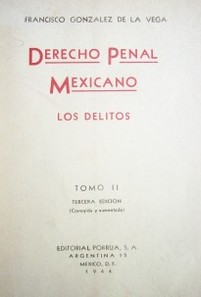 FRANCISCO GONZALEZ DE LA VEGA
DERECHO PENAL
MEXICANO
LOS DELITOS
TOMO II
TERCERA EDICION
(Corregida y aumentada)
EDITORIAL PORRUA, S. A.
ARGENTINA 15
MEXICO, D. F.
1944